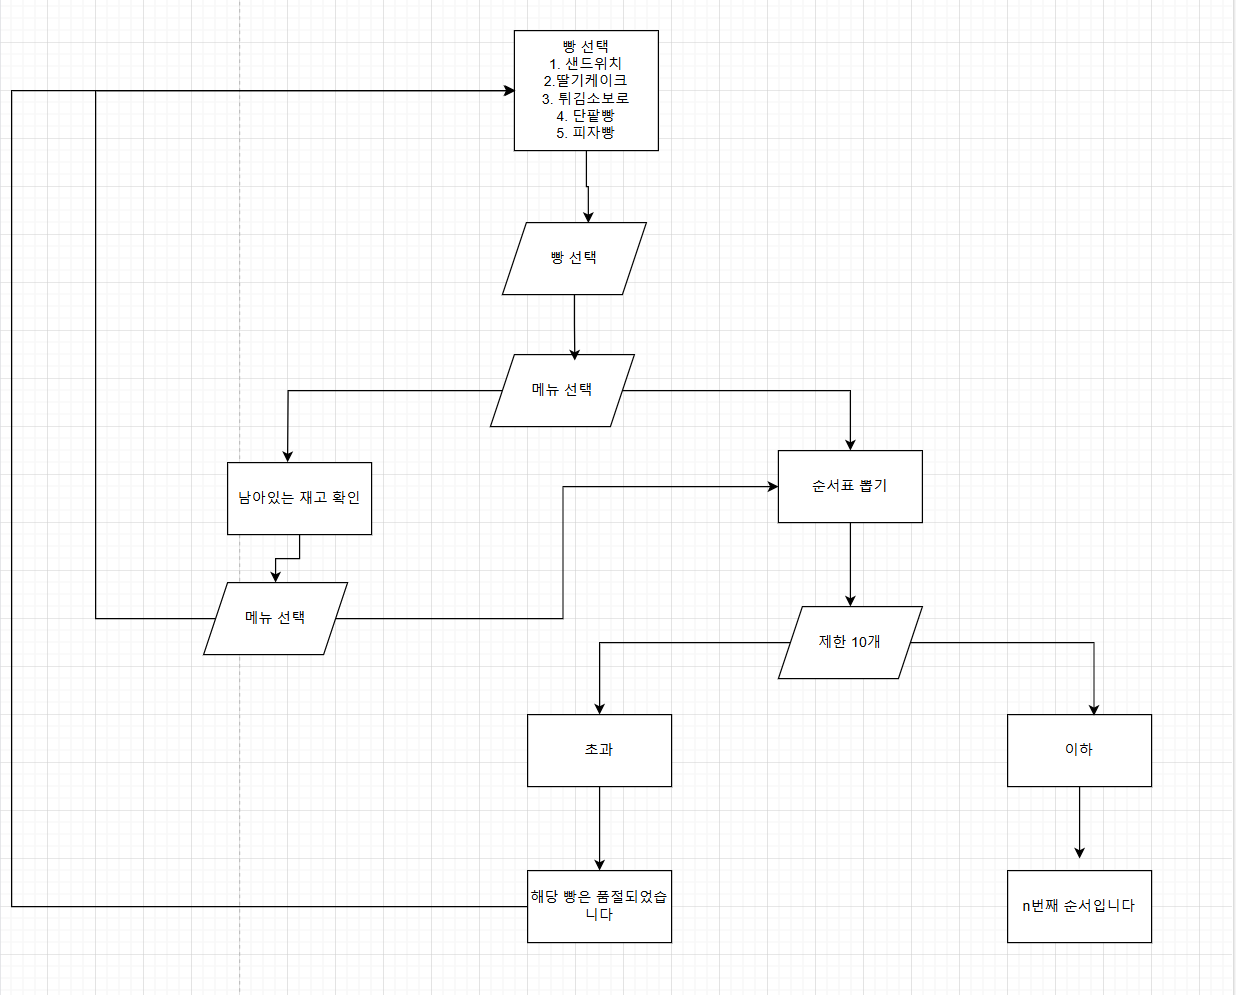 빵 선택
1. 샌드위치
2.딸기케이크
3. 튀김소보로
4. 단팥빵
5. 피자빵
빵 선택
메뉴 선택
남아있는 재고 확인
순서표 뽑기
메뉴 선택
제한 10개
초과
이하
해당 빵은 품절되었습
니다
n번째 순서입니다